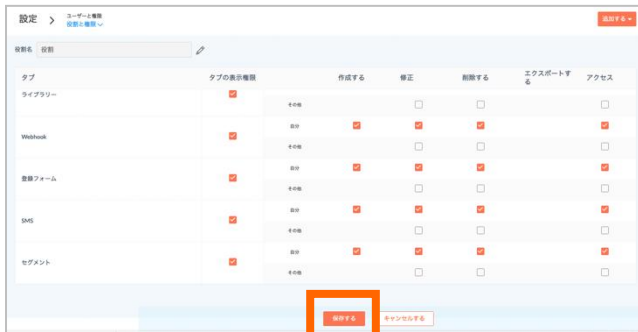 設定 > ユーザーと権限
役割と権限
追加する
役割名 役割
タブ タブの表示権限 作成する 修正 削除する エクスポートする アクセス
ライブラリー
その他
Webhook 自分
その他
登録フォーム 自分
その他
SMS 自分
その他
セグメント 自分
その他
保存する キャンセルする